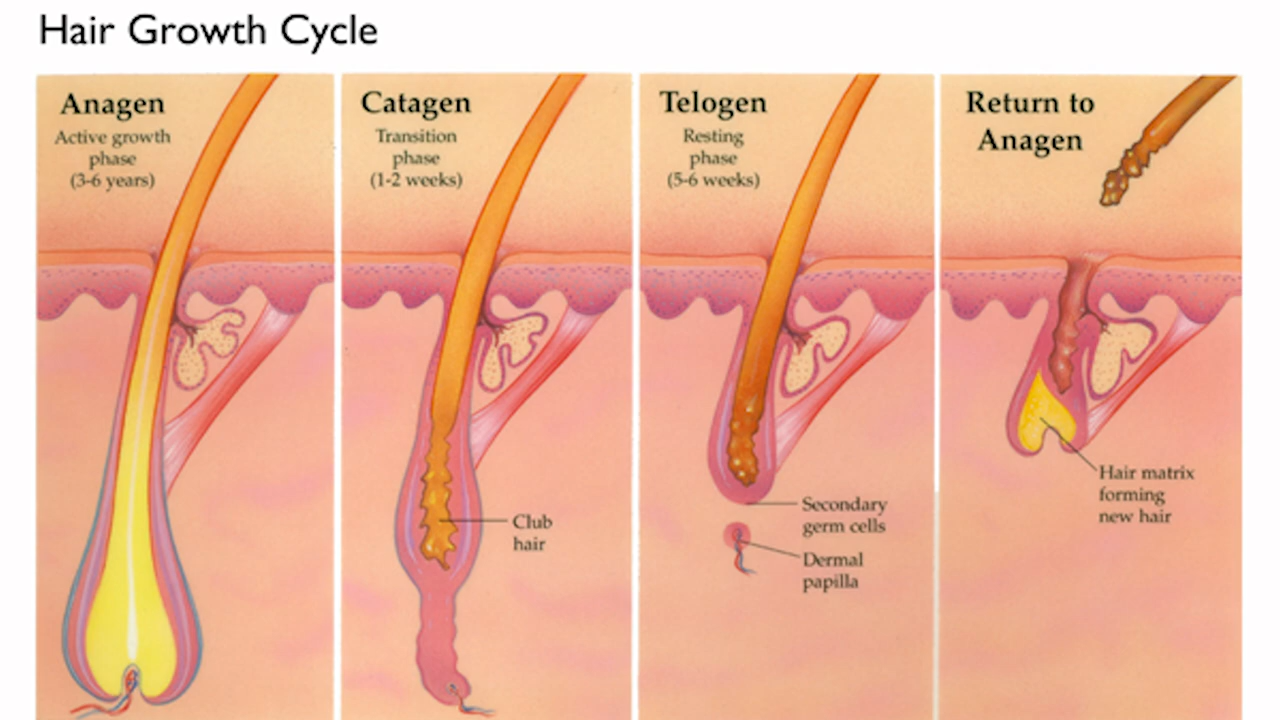 Hair Growth Cycle
Anagen
Active growth
phase
(3-6 years)
Catagen
Transition
phase
(1-2 weeks)
Club
hair
Telogen
Resting
phase
(5-6 weeks)
Secondary
germ cells
Dermal
papilla
Return to
Anagen
Hair matrix
forming
new hair